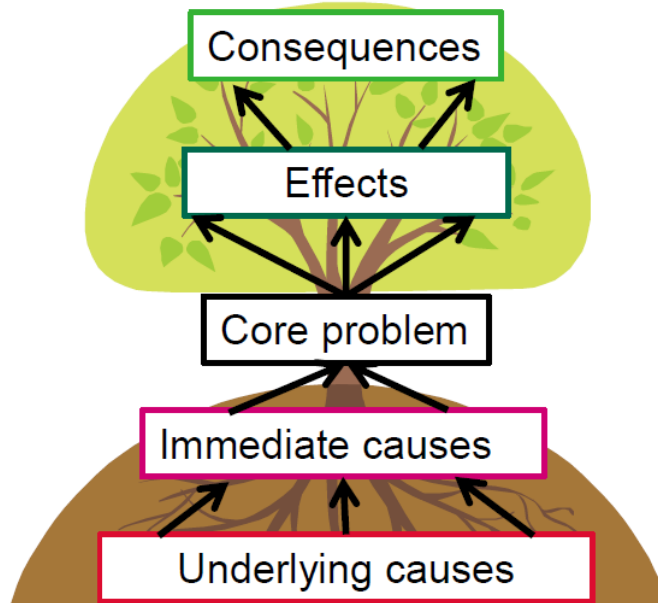 Consequences
Effects
Core problem
Immediate causes
Underlying causes